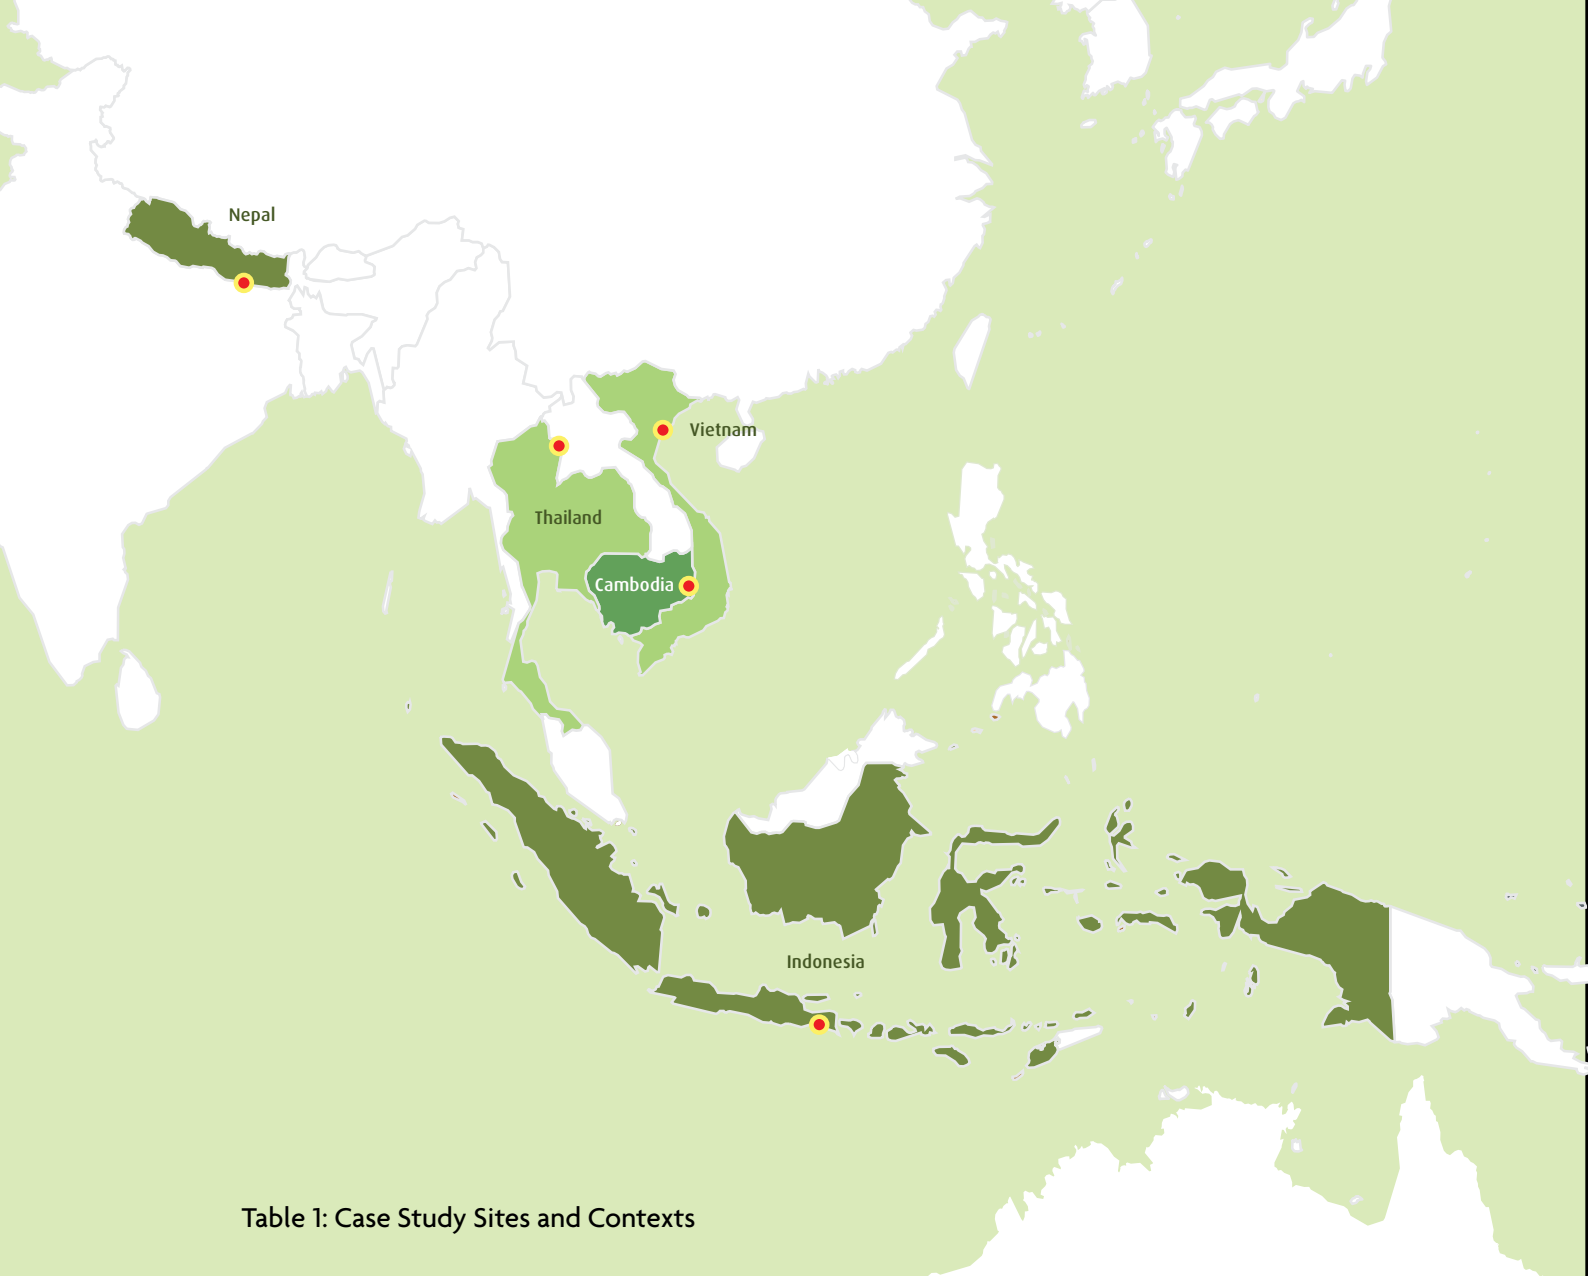 Nepal
Vietnam
Thailand
Cambodia
Indonesia
Table 1: Case Study Sites and Contexts